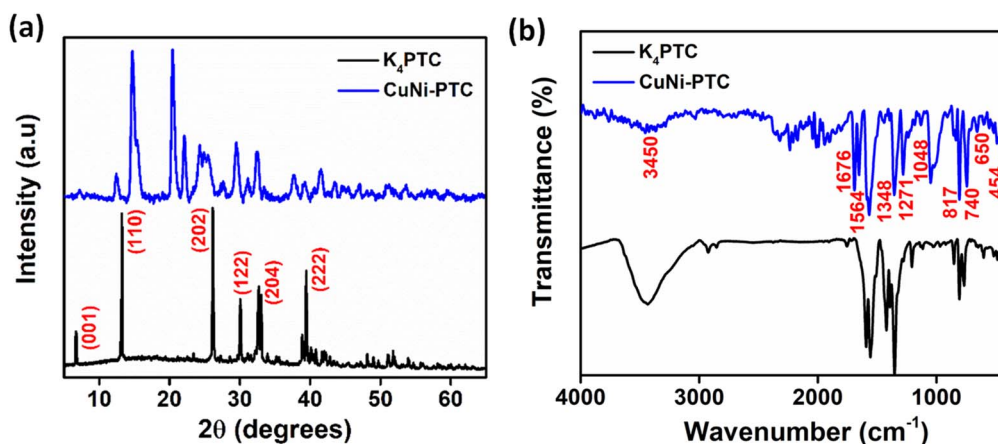 (a)
K₄PTC
CuNi-PTC
Intensity (a.u)
(001)
(110)
(202)
(122)
(204)
(222)
10 20 30 40 50 60
2θ (degrees)
(b)
K₄PTC
CuNi-PTC
Transmittance (%)
3450
1676
1564
1348
1271
1048
817
740
650
454
4000 3000 2000 1000
Wavenumber (cm⁻¹)